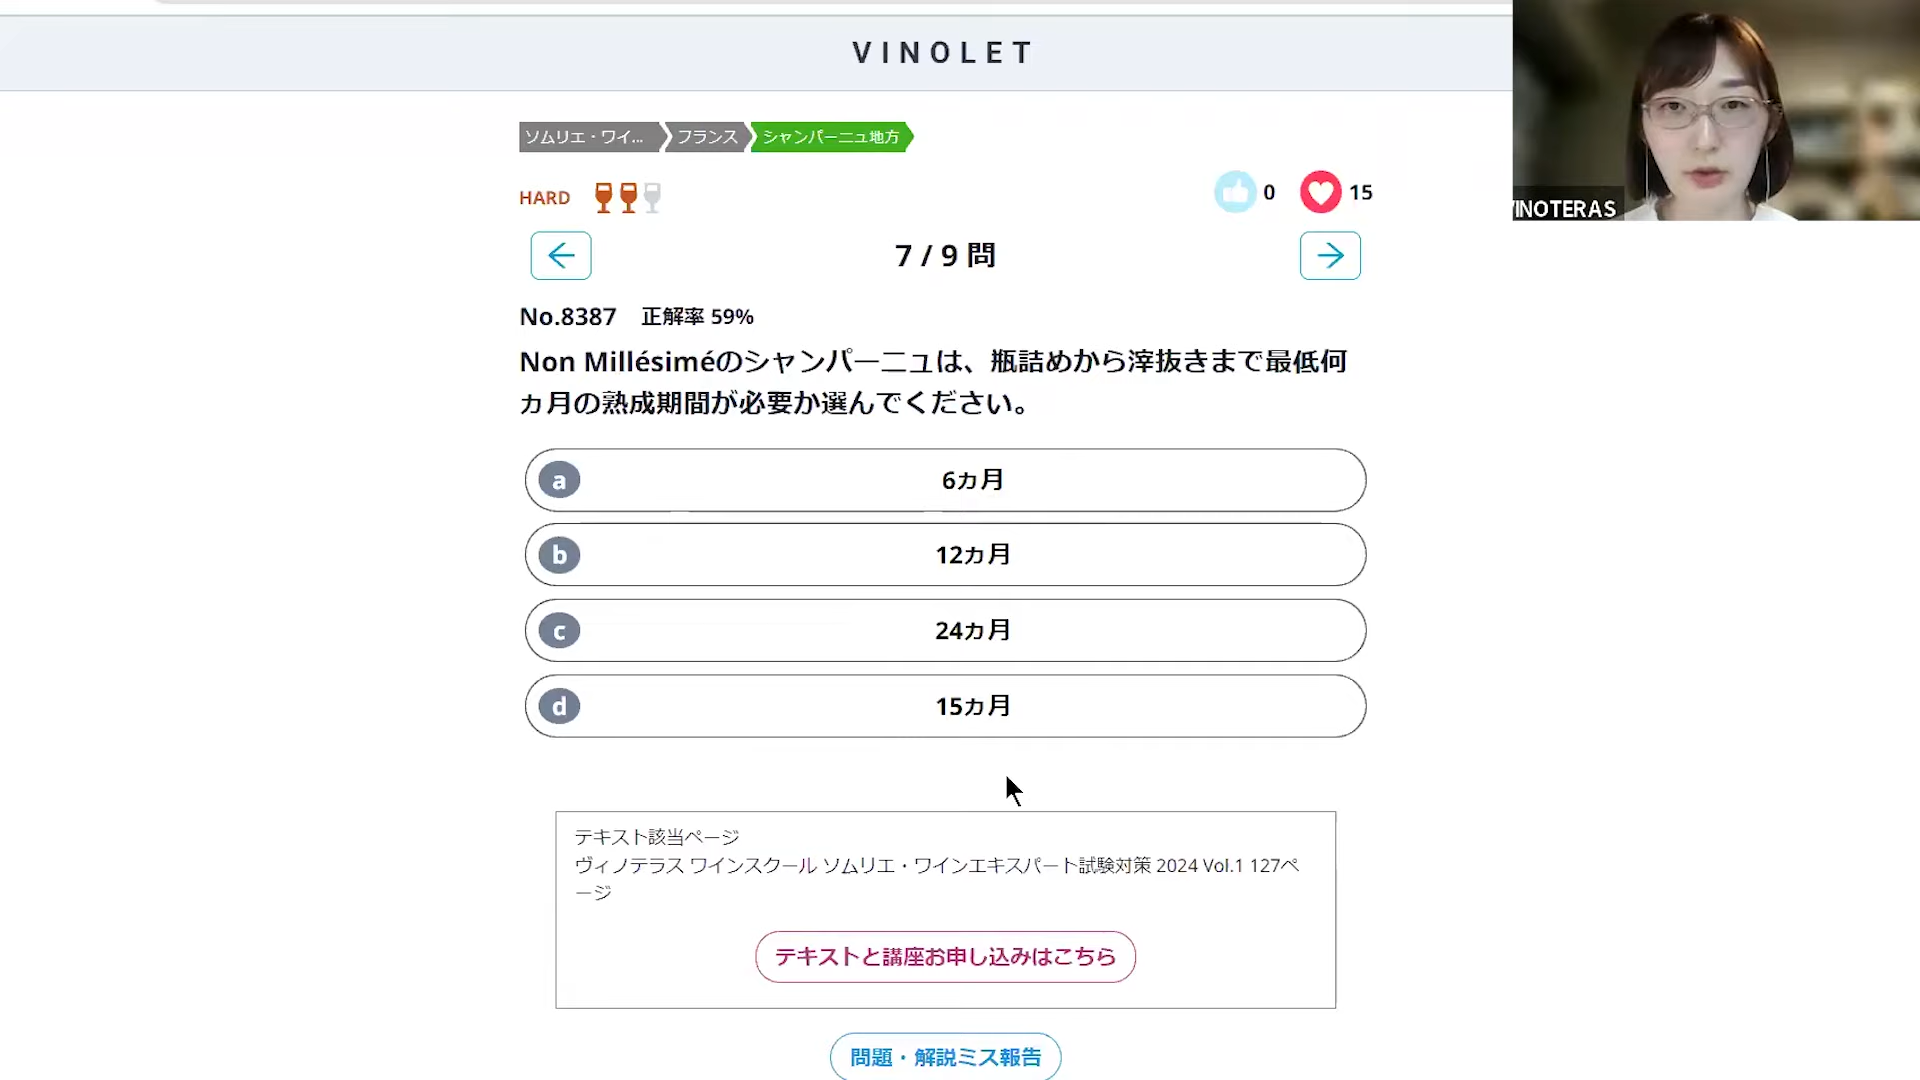 VINOLET
ソムリエ・ワイ...
フランス
シャンパーニュ地方
HARD
0
15
7 / 9 問
No.8387 正解率 59%
Non Millésiméのシャンパーニュは、瓶詰めから滓抜きまで最低何
ヵ月の熟成期間が必要か選んでください。
a 6ヵ月
b 12ヵ月
c 24ヵ月
d 15ヵ月
テキスト該当ページ
ヴィノテラス ワインスクール ソムリエ・ワインエキスパート試験対策 2024 Vol.1 127ペ
ージ
テキストと講座お申し込みはこちら
問題・解説ミス報告
VINOTERAS